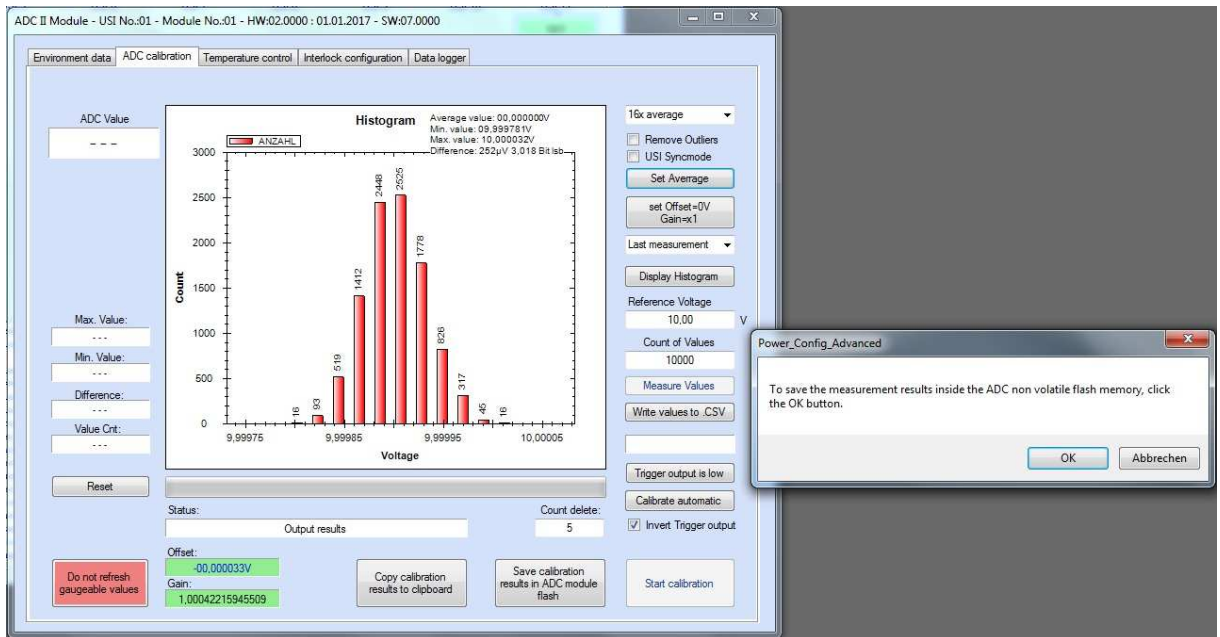 ADC II Module - USI No.:01 - Module No.:01 - HW:02.0000 : 01.01.2017 - SW:07.0000
Environment data
ADC calibration
Temperature control
Interlock configuration
Data logger
ADC Value
- - -
Max. Value:
- - -
Min. Value:
- - -
Difference:
- - -
Value Cnt:
- - -
Reset
Histogram
Average value: 00,000000V
Min. value: 09,999781V
Max. value: 10,000032V
Difference: 252µV 3,018 Bit lsb
ANZAHL
Count
3000
2500
2000
1500
1000
500
0
16
93
519
1412
2448
2525
1778
826
317
45
16
9,99975
9,99985
9,99995
10,00005
Voltage
16x average
Remove Outliers
USI Syncmode
Set Averrage
set Offset=0V
Gain=x1
Last measurement
Display Histogram
Reference Voltage
10,00 V
Count of Values
10000
Measure Values
Write values to .CSV
Trigger output is low
Calibrate automatic
Invert Trigger output
Status:
Output results
Count delete:
5
Do not refresh
gaugeable values
Offset:
-00,000033V
Gain:
1,00042215945509
Copy calibration
results to clipboard
Save calibration
results in ADC module
flash
Start calibration
Power_Config_Advanced
To save the measurement results inside the ADC non volatile flash memory, click
the OK button.
OK
Abbrechen